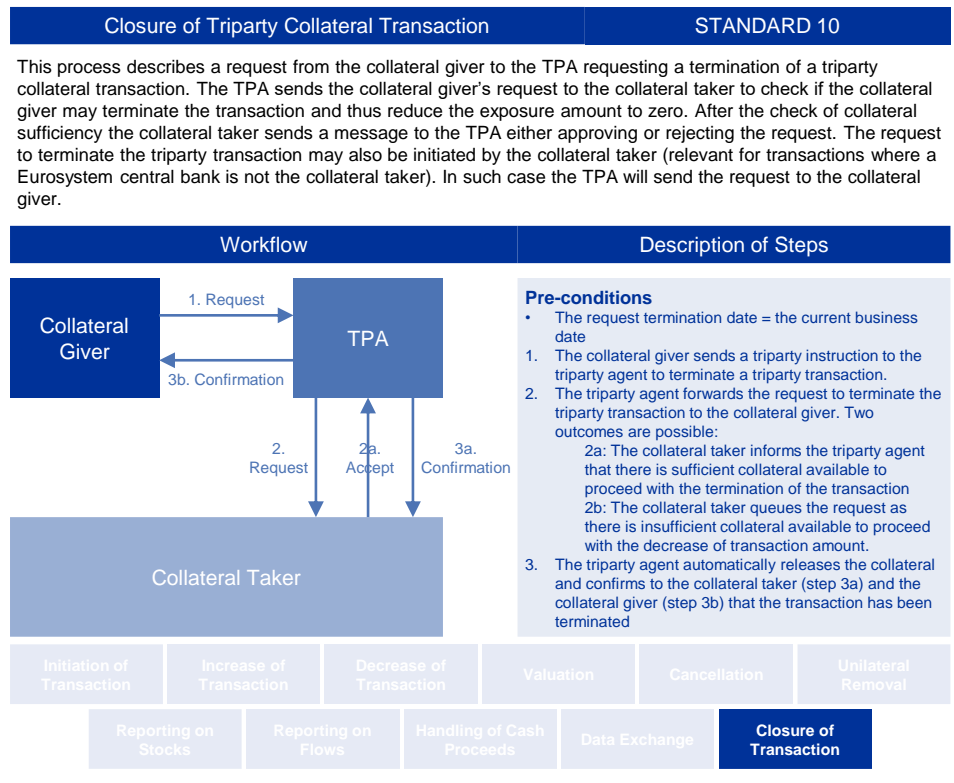 Closure of Triparty Collateral Transaction
STANDARD 10
This process describes a request from the collateral giver to the TPA requesting a termination of a triparty
collateral transaction. The TPA sends the collateral giver's request to the collateral taker to check if the collateral
giver may terminate the transaction and thus reduce the exposure amount to zero. After the check of collateral
sufficiency the collateral taker sends a message to the TPA either approving or rejecting the request. The request
to terminate the triparty transaction may also be initiated by the collateral taker (relevant for transactions where a
Eurosystem central bank is not the collateral taker). In such case the TPA will send the request to the collateral
giver.
Workflow
Description of Steps
Collateral
Giver
1. Request
TPA
3b. Confirmation
2.
Request
2a.
Accept
3a.
Confirmation
Collateral Taker
Pre-conditions
• The request termination date = the current business
date
1. The collateral giver sends a triparty instruction to the
triparty agent to terminate a triparty transaction.
2. The triparty agent forwards the request to terminate the
triparty transaction to the collateral giver. Two
outcomes are possible:
2a: The collateral taker informs the triparty agent
that there is sufficient collateral available to
proceed with the termination of the transaction
2b: The collateral taker queues the request as
there is insufficient collateral available to proceed
with the decrease of transaction amount.
3. The triparty agent automatically releases the collateral
and confirms to the collateral taker (step 3a) and the
collateral giver (step 3b) that the transaction has been
terminated
Initiation of
Transaction
Increase of
Transaction
Decrease of
Transaction
Valuation
Cancellation
Unilateral
Removal
Reporting on
Stocks
Reporting on
Flows
Handling of Cash
Proceeds
Data Exchange
Closure of
Transaction